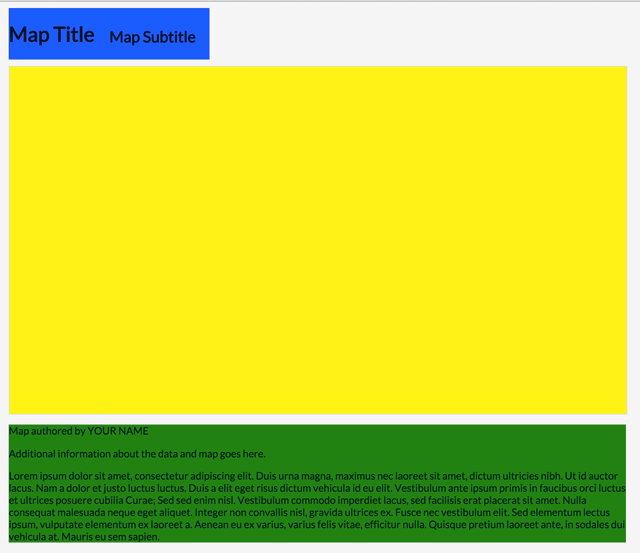 Map Title Map Subtitle
Map authored by YOUR NAME
Additional information about the data and map goes here.
Lorem ipsum dolor sit amet, consectetur adipiscing elit. Duis urna magna, maximus nec laoreet sit amet, dictum ultricies nibh. Ut id auctor
lacus. Nam a dolor et justo luctus luctus. Duis a elit eget risus dictum vehicula id eu elit. Vestibulum ante ipsum primis in faucibus orci luctus
et ultrices posuere cubilia Curae; Sed sed enim nisl. Vestibulum commodo imperdiet lacus, sed facilisis erat placerat sit amet. Nulla
consequat malesuada neque eget aliquet. Integer non convallis nisl, gravida ultrices ex. Fusce nec vestibulum elit. Sed elementum lectus
ipsum, vulputate elementum ex laoreet a. Aenean eu ex varius, varius felis vitae, efficitur nulla. Quisque pretium laoreet ante, in sodales dui
vehicula at. Mauris eu sem sapien.